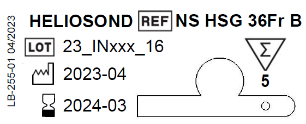 HELIOSOND REF NS HSG 36Fr B
LOT 23_INxxx_16
2023-04
2024-03
Σ
5
LB-255-01 04/2023